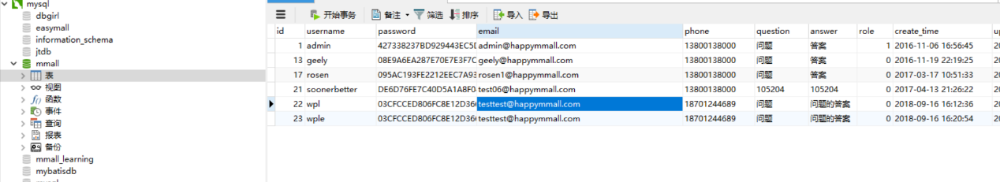 mysql
dbgirl
easymall
information_schema
jtdb
mmall
表
视图
函数
事件
查询
报表
备份
mmall_learning
mybatisdb
开始事务 备注 筛选 排序 导入 导出
id username password email phone question answer role create_time up
1 admin 427338237BD929443EC5D admin@happymmall.com 13800138000 问题 答案 1 2016-11-06 16:56:45 20
13 geely 08E9A6EA287E70E7E3F7C geely@happymmall.com 13800138000 问题 答案 0 2016-11-19 22:19:25 20
17 rosen 095AC193FE2212EEC7A93 rosen1@happymmall.com 13800138000 问题 答案 0 2017-03-17 10:51:33 20
21 soonerbetter DE6D76FE7C40D5A1A8F04 test06@happymmall.com 13800138000 105204 105204 0 2017-04-13 21:26:22 20
22 wpl 03CFCCED806FC8E12D366 testtest@happymmall.com 18701244689 问题 问题的答案 0 2018-09-16 16:12:36 20
23 wple 03CFCCED806FC8E12D366 testtest@happymmall.com 18701244689 问题 问题的答案 0 2018-09-16 16:20:54 20